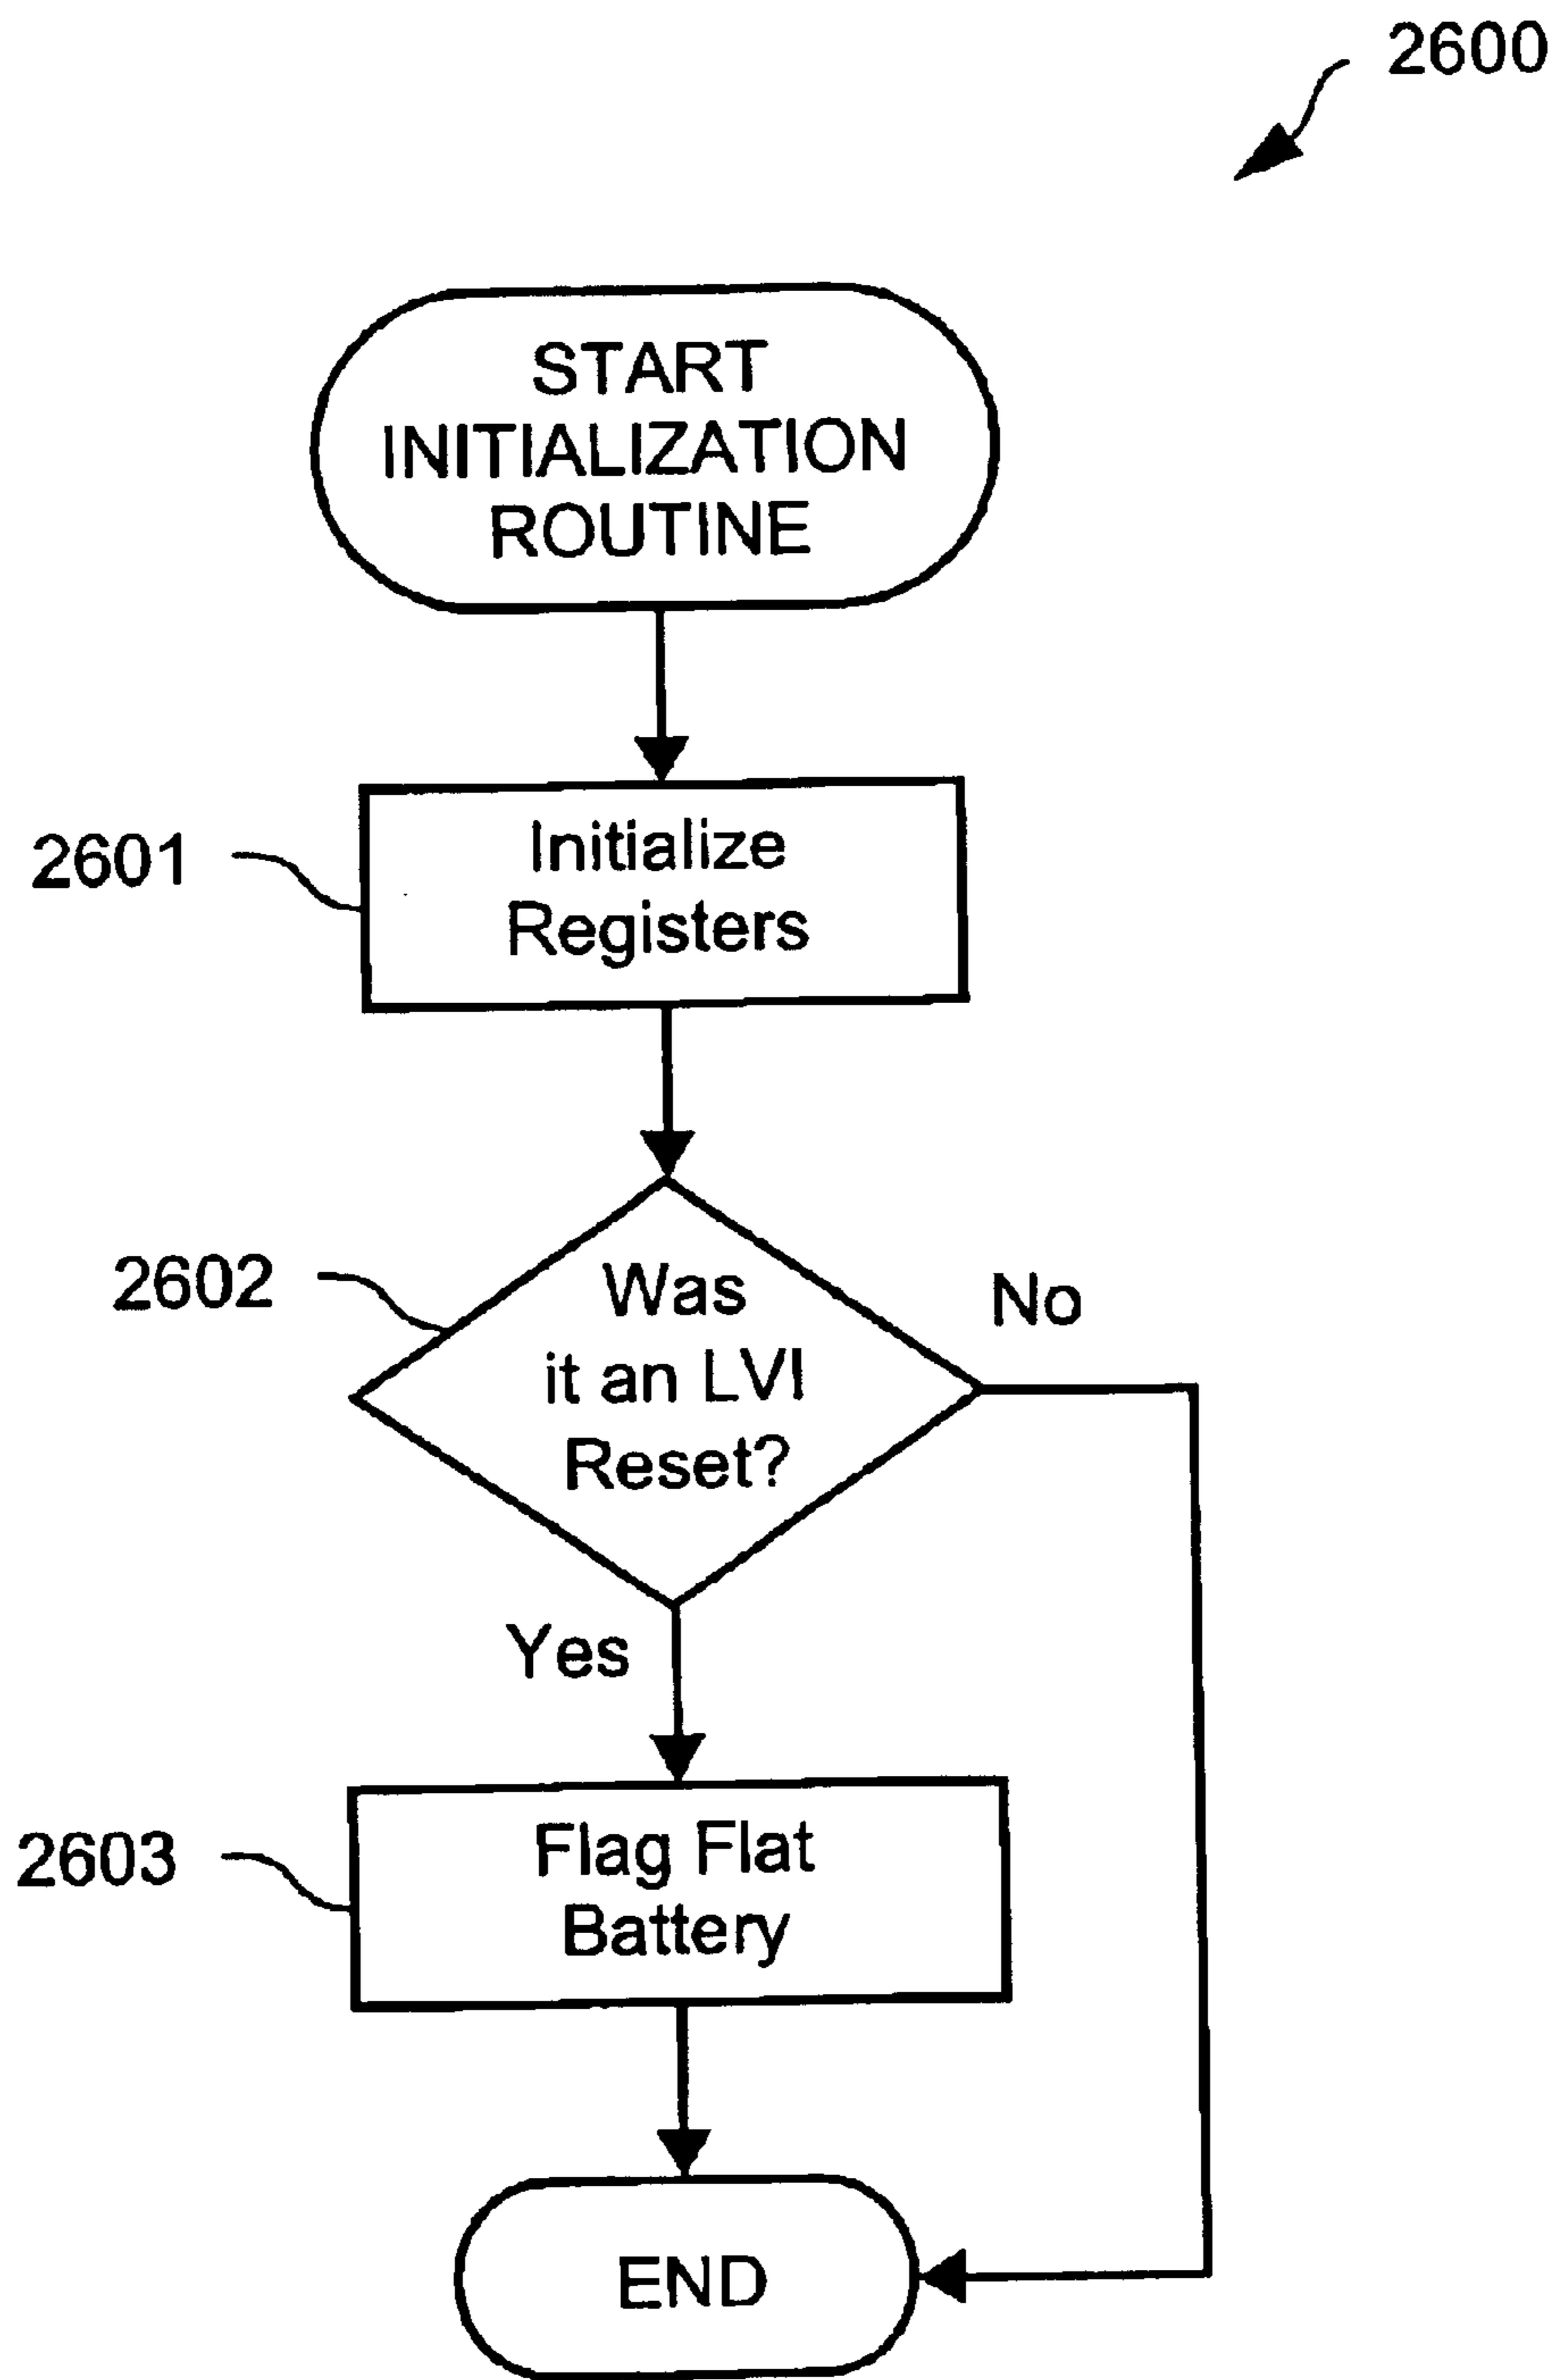 2600
START
INITIALIZATION
ROUTINE
2601
Initialize
Registers
2602
Was
it an LVI
Reset?
No
Yes
2603
Flag Flat
Battery
END